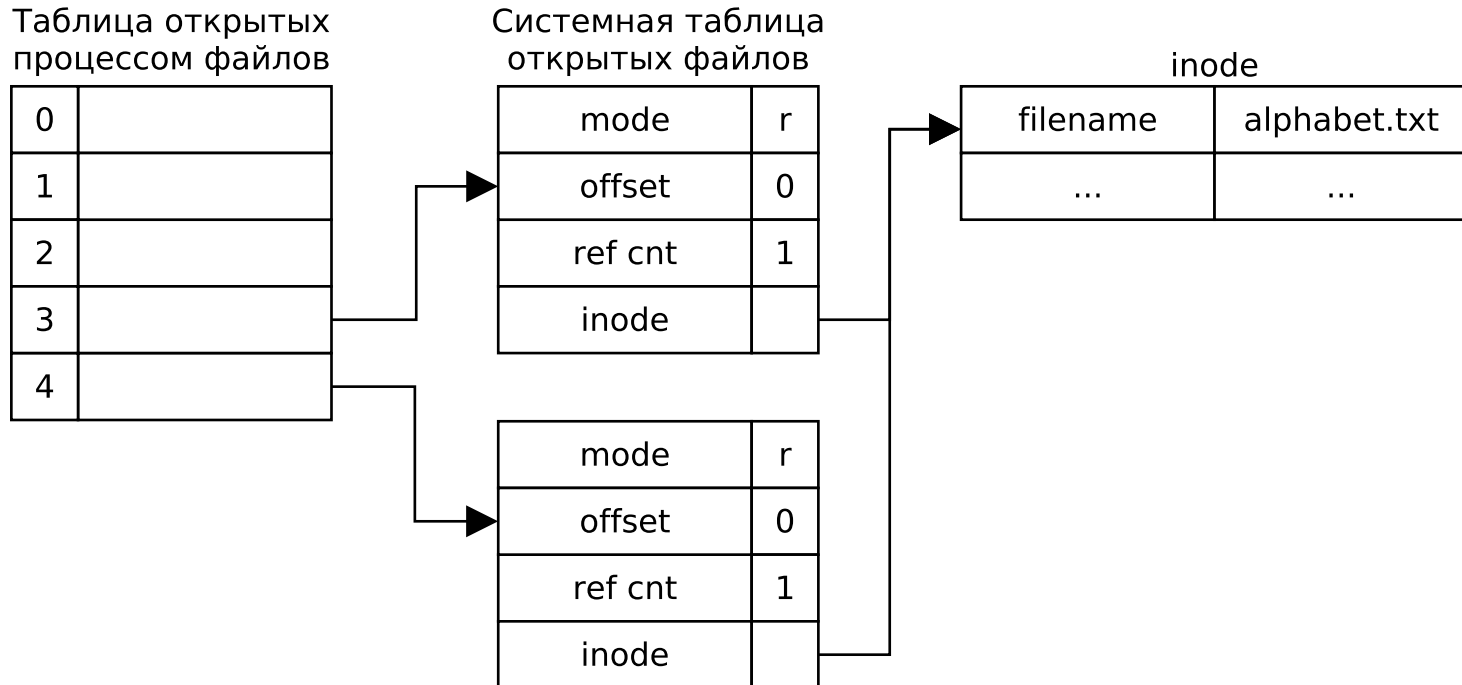 Таблица открытых
процессом файлов
0
1
2
3
4
Системная таблица
открытых файлов
mode r
offset 0
ref cnt 1
inode
mode r
offset 0
ref cnt 1
inode
inode
filename alphabet.txt
... ...